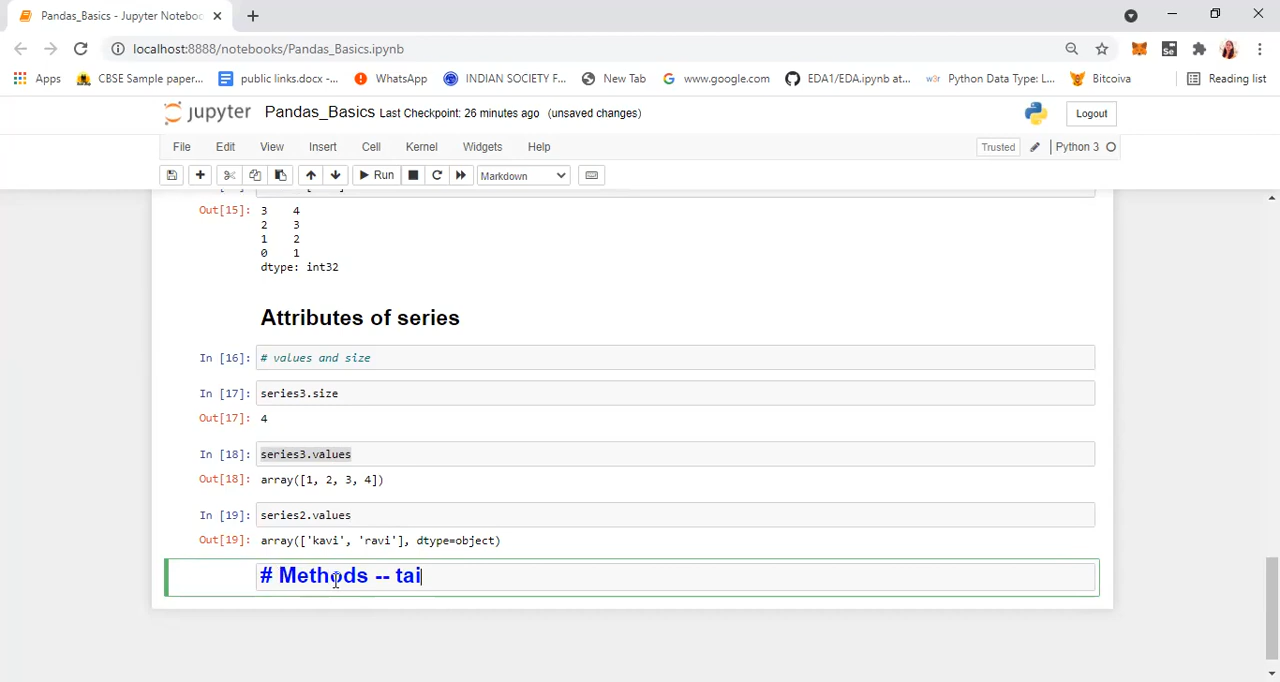 Pandas_Basics - Jupyter Noteboo
localhost:8888/notebooks/Pandas_Basics.ipynb
Apps CBSE Sample paper... public links.docx -... WhatsApp INDIAN SOCIETY F... New Tab www.google.com EDA1/EDA.ipynb at... Python Data Type: L... Bitcoiva Reading list
jupyter Pandas_Basics Last Checkpoint: 26 minutes ago (unsaved changes) Logout
File Edit View Insert Cell Kernel Widgets Help Trusted Python 3
Run Markdown
Out[15]: 3 4
2 3
1 2
0 1
dtype: int32
Attributes of series
In [16]: # values and size
In [17]: series3.size
Out[17]: 4
In [18]: series3.values
Out[18]: array([1, 2, 3, 4])
In [19]: series2.values
Out[19]: array(['kavi', 'ravi'], dtype=object)
# Methods -- tai